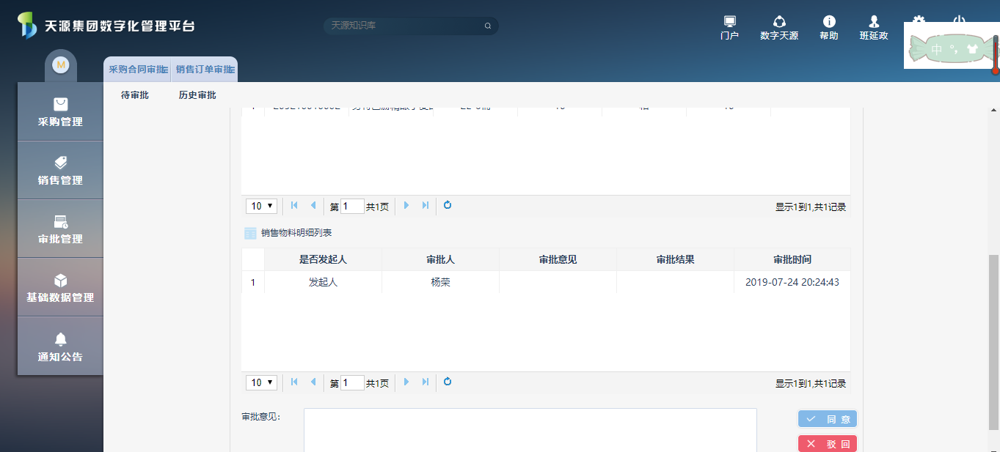 天源集团数字化管理平台
天源知识库
门户
数字天源
帮助
班延政
中 °,
M
采购合同审批
销售订单审批
待审批
历史审批
采购管理
销售管理
审批管理
基础数据管理
通知公告
10
第 1 共1页
显示1到1,共1记录
销售物料明细列表
是否发起人 审批人 审批意见 审批结果 审批时间
1 发起人 杨荣 2019-07-24 20:24:43
10
第 1 共1页
显示1到1,共1记录
审批意见：
同 意
驳 回